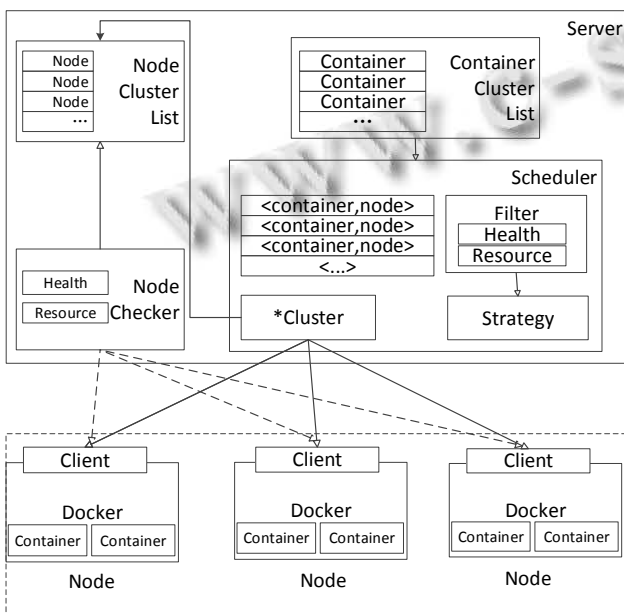 Server
Node
Node
Node
...
Node
Cluster
List
Container
Container
Container
...
Container
Cluster
List
Scheduler
<container,node>
<container,node>
<container,node>
<...>
Filter
Health
Resource
Strategy
*Cluster
Health
Resource
Node
Checker
Client
Docker
Container Container
Node
Client
Docker
Container Container
Node
Client
Docker
Container Container
Node
www.c-s